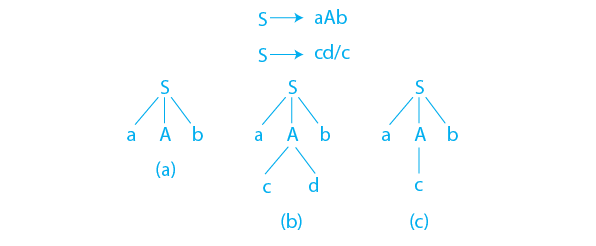 S → aAb
S → cd/c
S S S
a A b a A b a A b
(a) c d c
(b) (c)